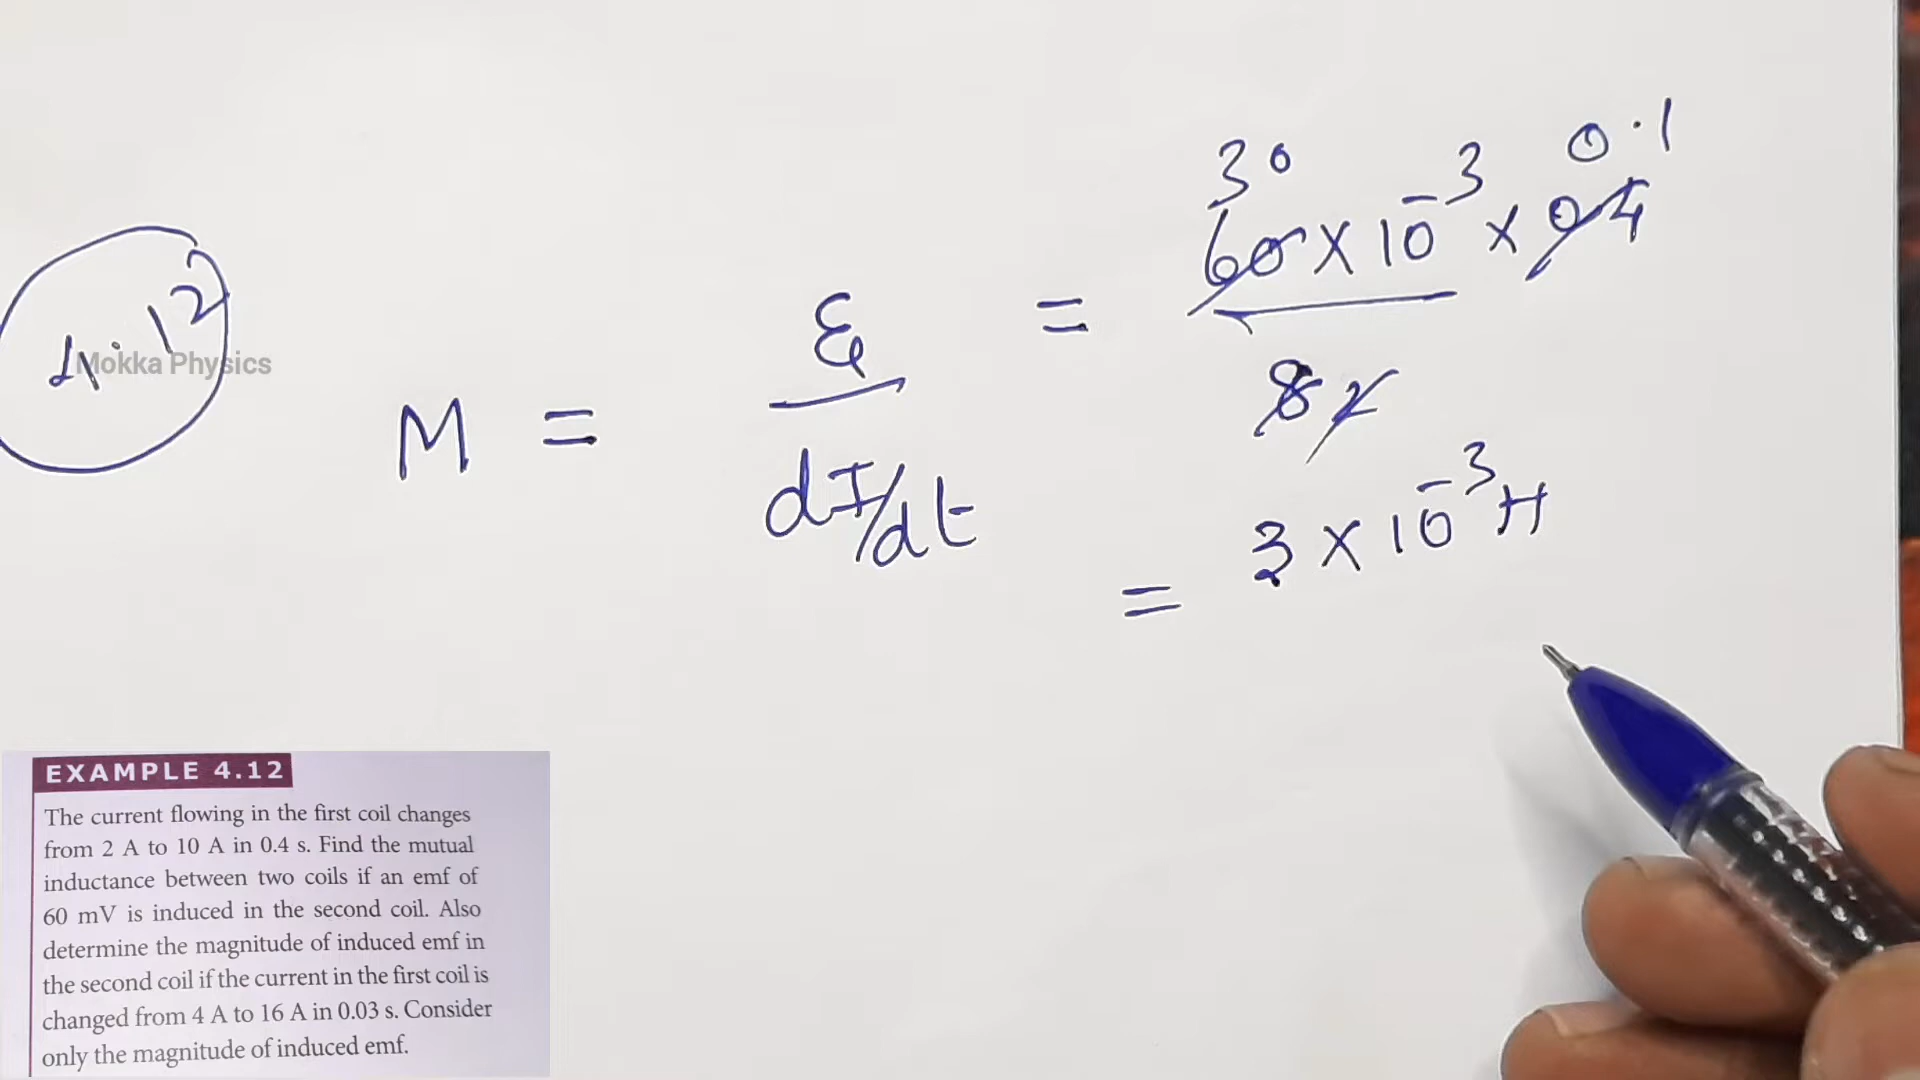 4.12
Mokka Physics
M = ε / dI/dt = 60 × 10⁻³ × 0.4 / 8
30
0.1
2
= 3 × 10⁻³ H
EXAMPLE 4.12
The current flowing in the first coil changes
from 2 A to 10 A in 0.4 s. Find the mutual
inductance between two coils if an emf of
60 mV is induced in the second coil. Also
determine the magnitude of induced emf in
the second coil if the current in the first coil is
changed from 4 A to 16 A in 0.03 s. Consider
only the magnitude of induced emf.